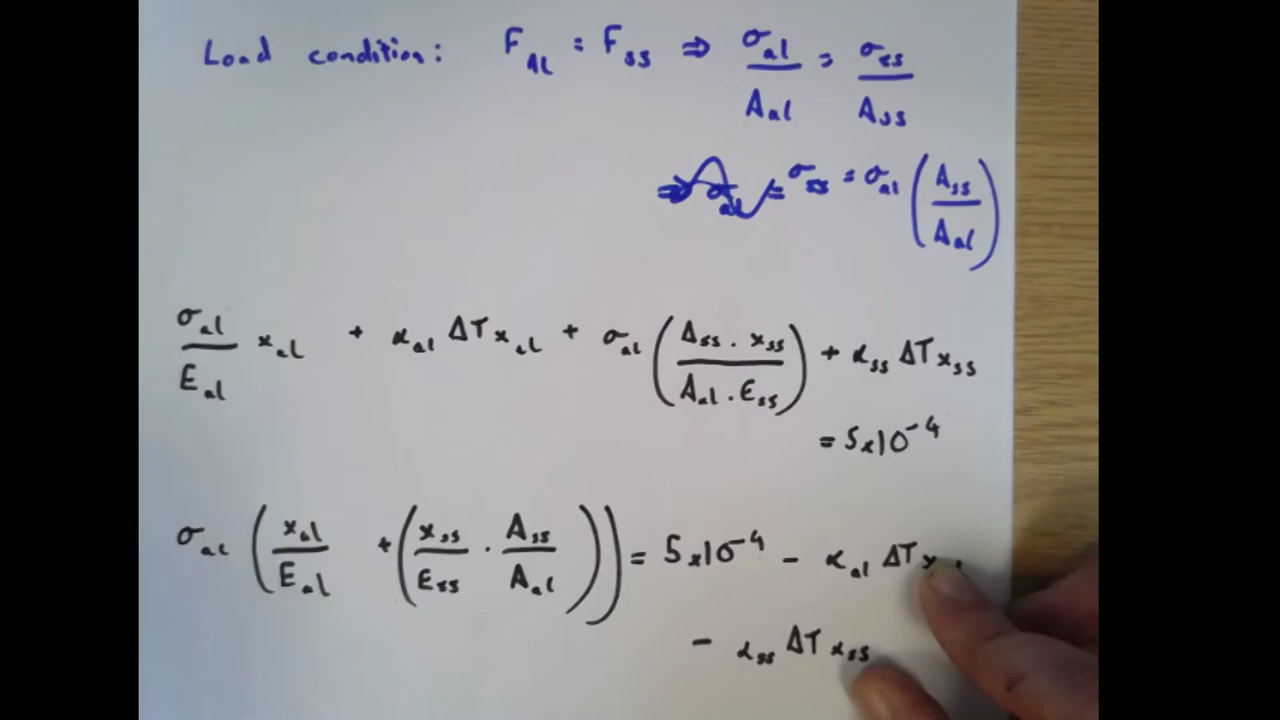 Load condition: F_AL = F_ss ⇒ σ_al / A_al = σ_ss / A_ss
σ_ss = σ_al (A_ss / A_al)
σ_al / E_al x_al + α_al ΔT x_al + σ_al (A_ss . x_ss / A_al . E_ss) + α_ss ΔT x_ss
= 5x10^-4
σ_al (x_al / E_al + (x_ss / E_ss . A_ss / A_al)) = 5x10^-4 - α_al ΔT x
- α_ss ΔT x_ss